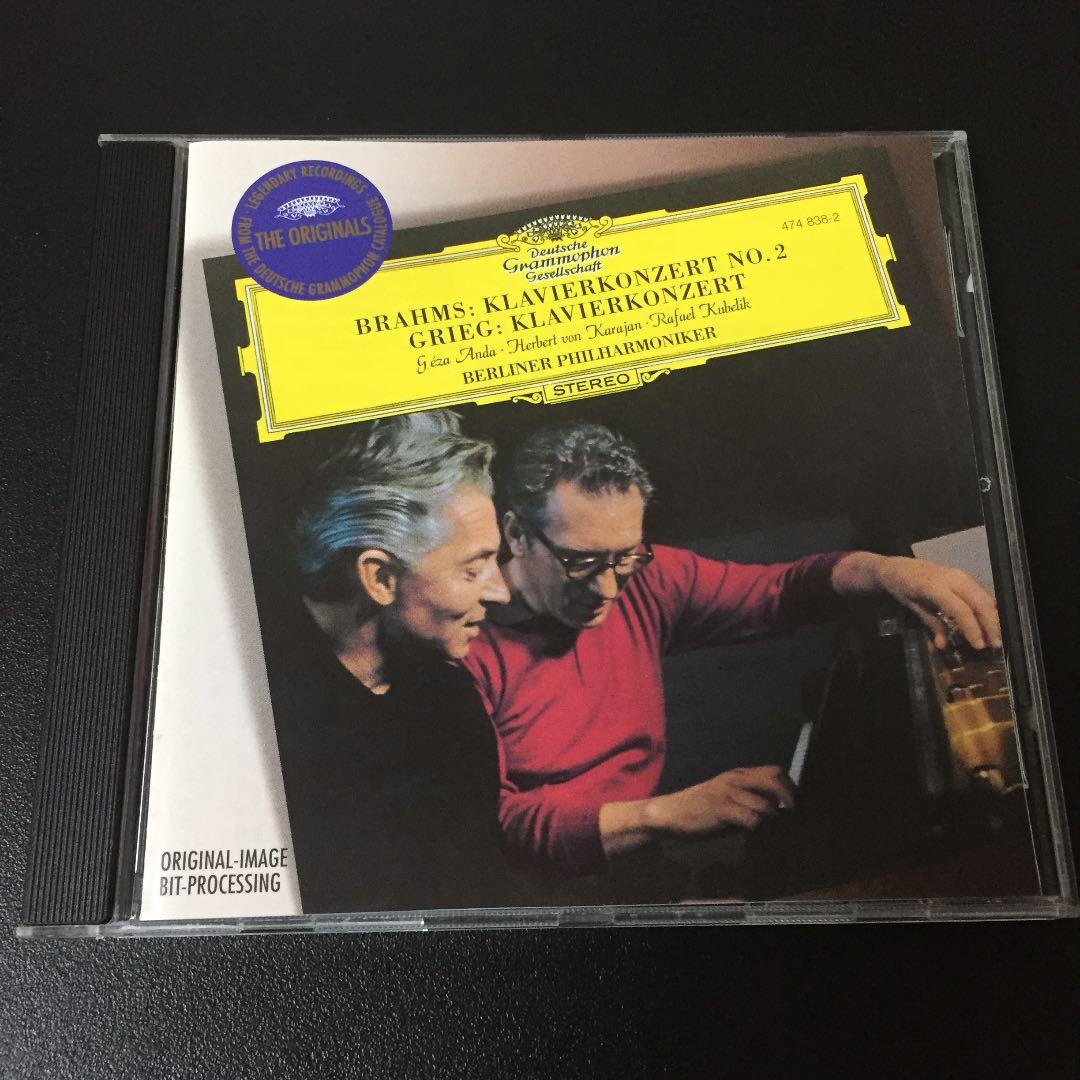 LEGENDARY RECORDINGS
THE ORIGINALS
FROM THE DEUTSCHE GRAMMOPHON CATALOGUE
474 838-2
Deutsche
Grammophon
Gesellschaft
BRAHMS: KLAVIERKONZERT NO. 2
GRIEG: KLAVIERKONZERT
Géza Anda · Herbert von Karajan · Rafael Kubelik
BERLINER PHILHARMONIKER
STEREO
ORIGINAL-IMAGE
BIT-PROCESSING